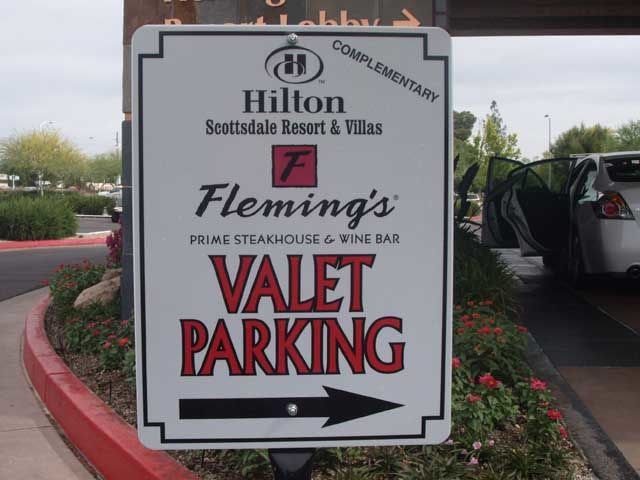 Resort Lobby →
COMPLEMENTARY
H
Hilton
Scottsdale Resort & Villas
F
Fleming's®
PRIME STEAKHOUSE & WINE BAR
VALET
PARKING